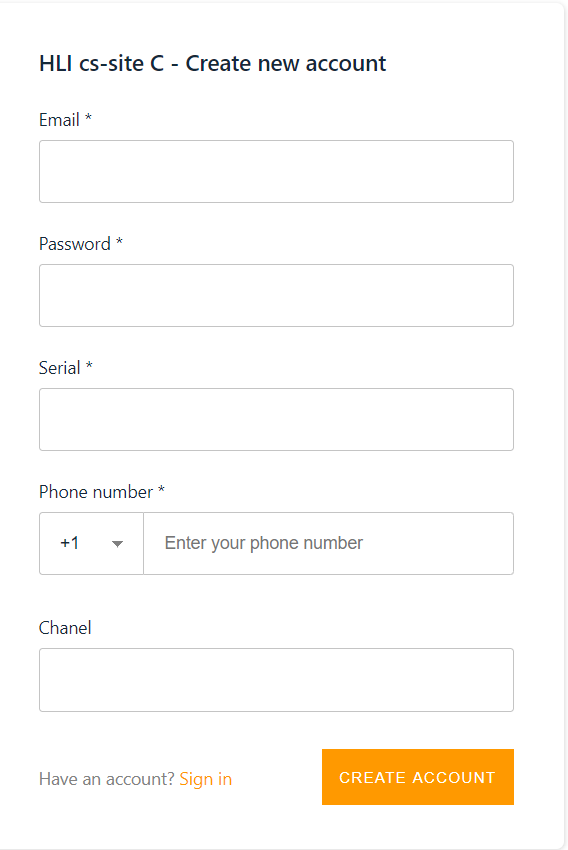 HLI cs-site C - Create new account
Email *
Password *
Serial *
Phone number *
+1 Enter your phone number
Chanel
Have an account? Sign in CREATE ACCOUNT